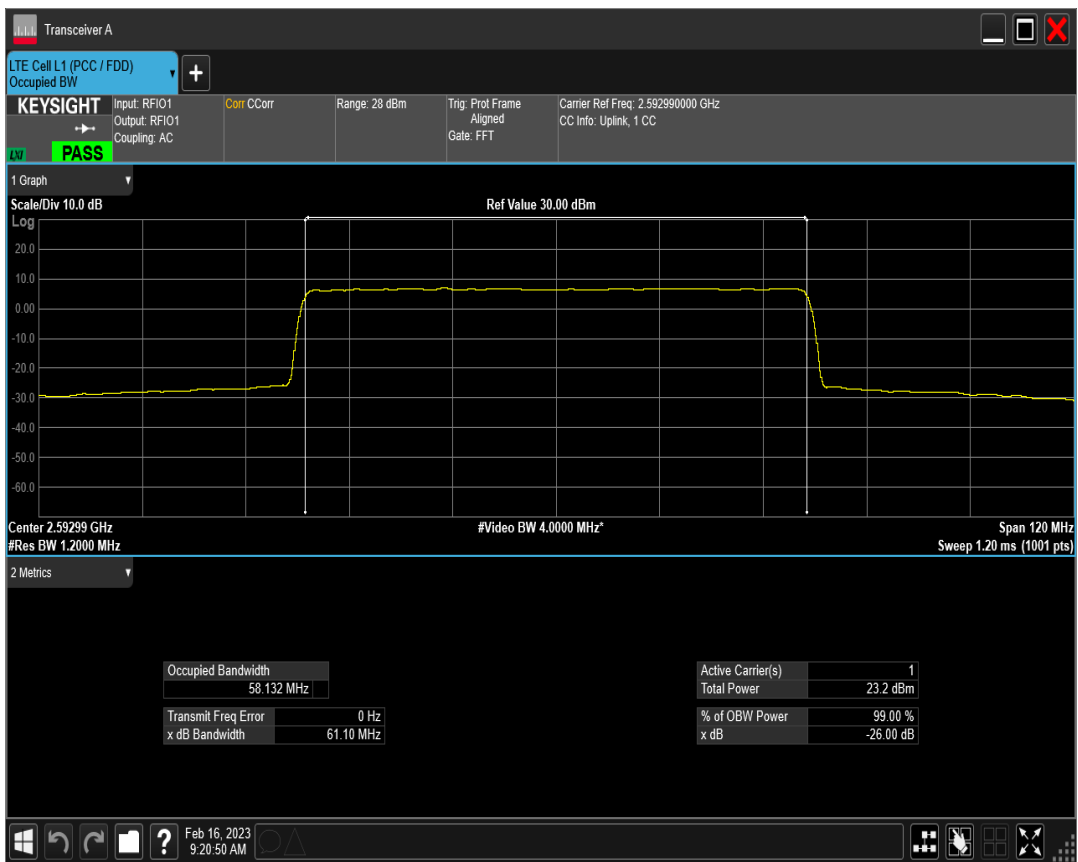 Transceiver A
LTE Cell L1 (PCC / FDD)
Occupied BW
+
KEYSIGHT
LXI
PASS
Input: RFIO1
Output: RFIO1
Coupling: AC
Corr CCorr
Range: 28 dBm
Trig: Prot Frame
Aligned
Gate: FFT
Carrier Ref Freq: 2.592990000 GHz
CC Info: Uplink, 1 CC
1 Graph
Scale/Div 10.0 dB
Ref Value 30.00 dBm
Log
20.0
10.0
0.00
-10.0
-20.0
-30.0
-40.0
-50.0
-60.0
Center 2.59299 GHz
#Video BW 4.0000 MHz*
Span 120 MHz
#Res BW 1.2000 MHz
Sweep 1.20 ms (1001 pts)
2 Metrics
Occupied Bandwidth
58.132 MHz
Transmit Freq Error 0 Hz
x dB Bandwidth 61.10 MHz
Active Carrier(s) 1
Total Power 23.2 dBm
% of OBW Power 99.00 %
x dB -26.00 dB
?
Feb 16, 2023
9:20:50 AM